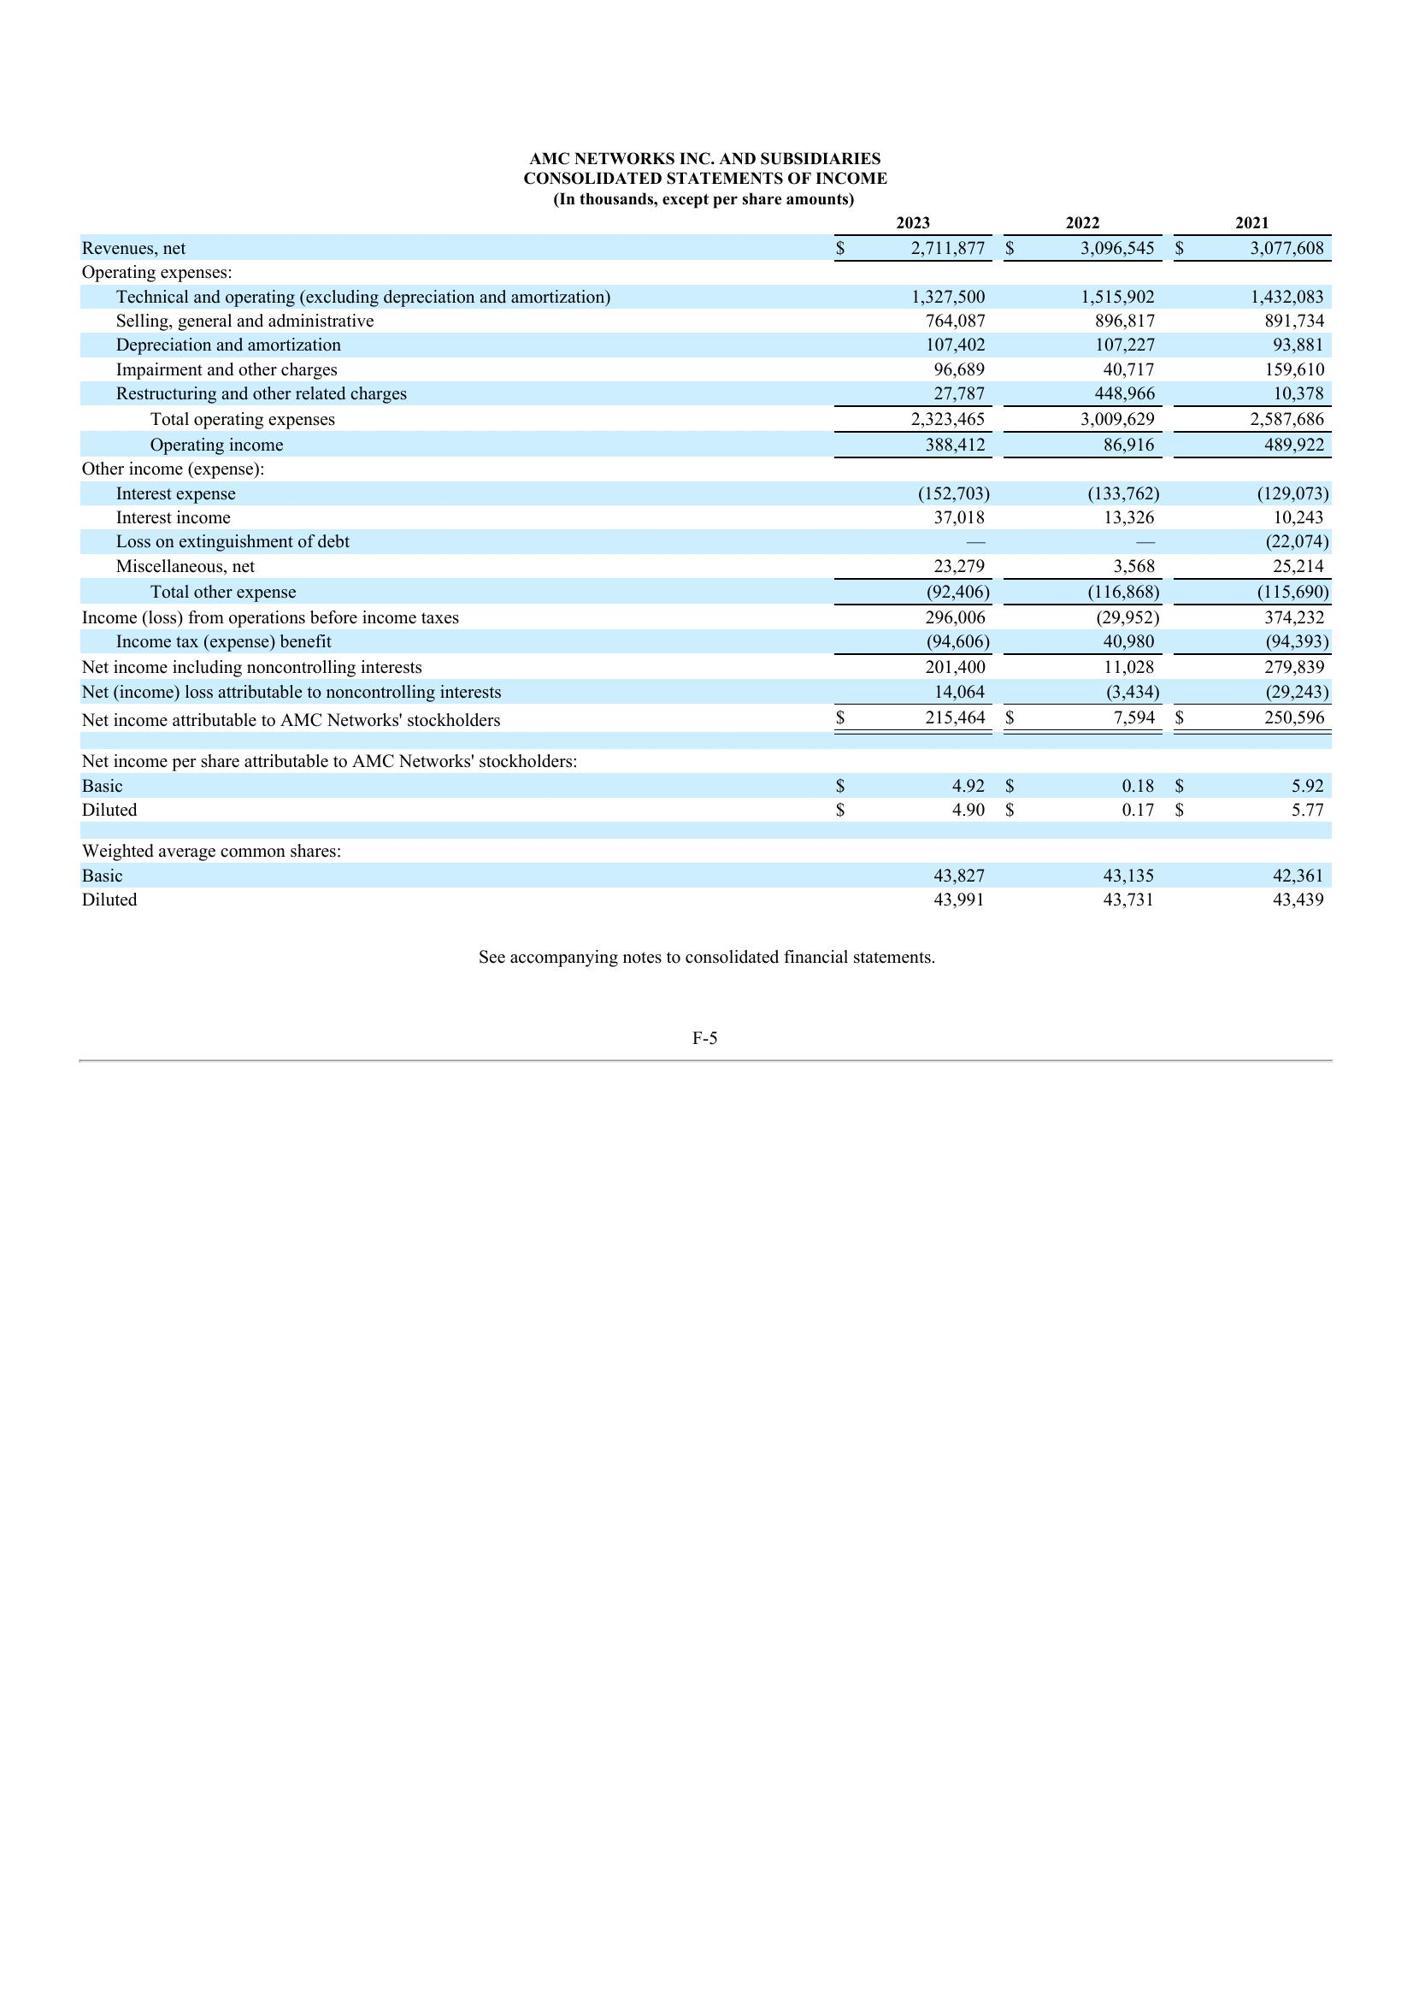 AMC NETWORKS INC. AND SUBSIDIARIES
CONSOLIDATED STATEMENTS OF INCOME
(In thousands, except per share amounts)
2023 2022 2021
Revenues, net $ 2,711,877 $ 3,096,545 $ 3,077,608
Operating expenses:
Technical and operating (excluding depreciation and amortization) 1,327,500 1,515,902 1,432,083
Selling, general and administrative 764,087 896,817 891,734
Depreciation and amortization 107,402 107,227 93,881
Impairment and other charges 96,689 40,717 159,610
Restructuring and other related charges 27,787 448,966 10,378
Total operating expenses 2,323,465 3,009,629 2,587,686
Operating income 388,412 86,916 489,922
Other income (expense):
Interest expense (152,703) (133,762) (129,073)
Interest income 37,018 13,326 10,243
Loss on extinguishment of debt — — (22,074)
Miscellaneous, net 23,279 3,568 25,214
Total other expense (92,406) (116,868) (115,690)
Income (loss) from operations before income taxes 296,006 (29,952) 374,232
Income tax (expense) benefit (94,606) 40,980 (94,393)
Net income including noncontrolling interests 201,400 11,028 279,839
Net (income) loss attributable to noncontrolling interests 14,064 (3,434) (29,243)
Net income attributable to AMC Networks' stockholders $ 215,464 $ 7,594 $ 250,596
Net income per share attributable to AMC Networks' stockholders:
Basic $ 4.92 $ 0.18 $ 5.92
Diluted $ 4.90 $ 0.17 $ 5.77
Weighted average common shares:
Basic 43,827 43,135 42,361
Diluted 43,991 43,731 43,439
See accompanying notes to consolidated financial statements.
F-5